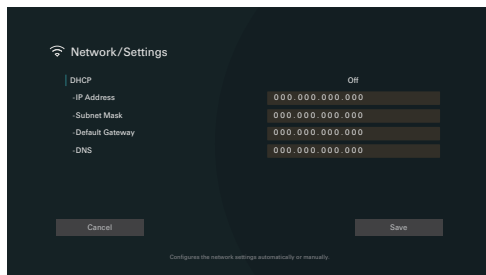 Network/Settings
DHCP Off
-IP Address 000.000.000.000
-Subnet Mask 000.000.000.000
-Default Gateway 000.000.000.000
-DNS 000.000.000.000
Cancel Save
Configures the network settings automatically or manually.